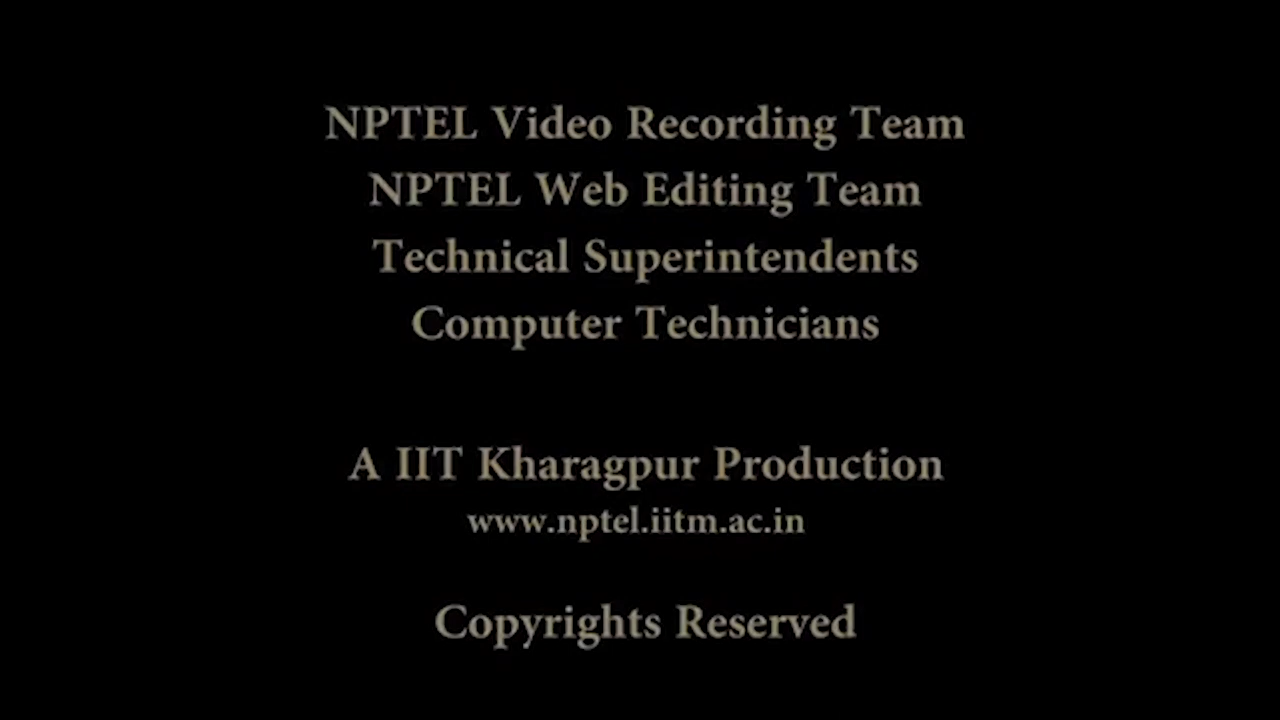 NPTEL Video Recording Team
NPTEL Web Editing Team
Technical Superintendents
Computer Technicians
A IIT Kharagpur Production
www.nptel.iitm.ac.in
Copyrights Reserved